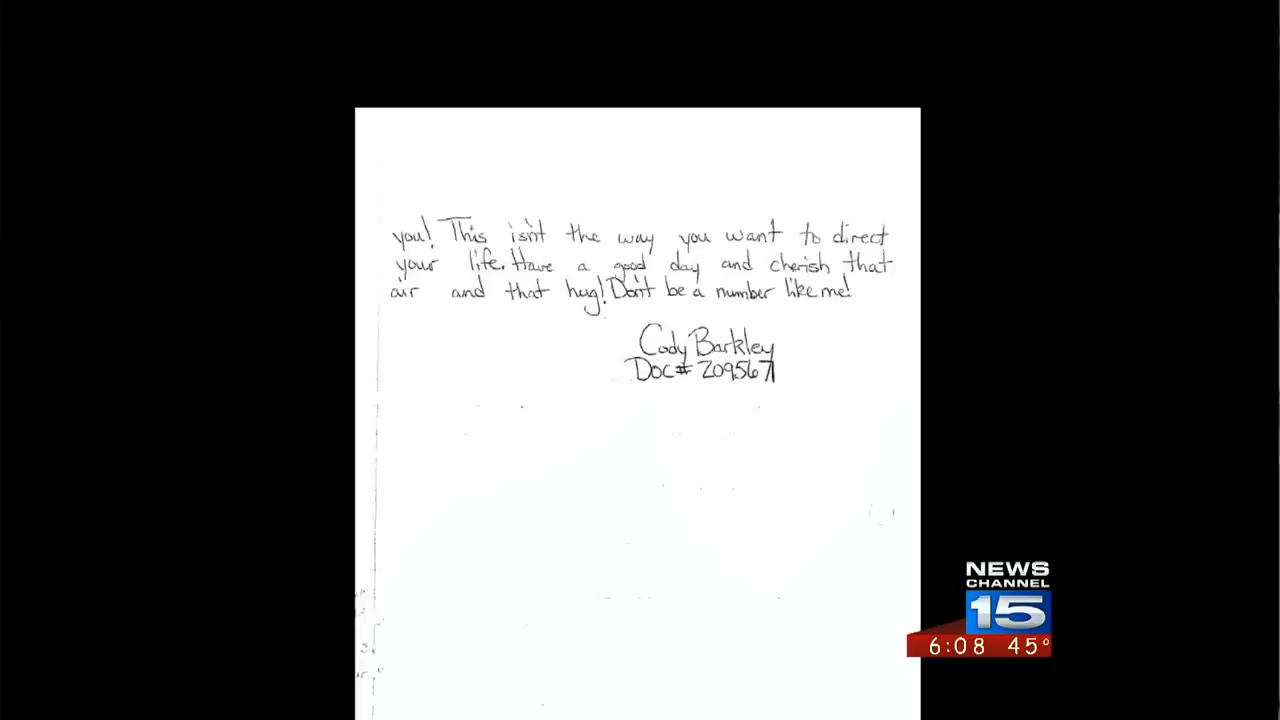 you! This isn't the way you want to direct
your life. Have a good day and cherish that
air and that hug! Don't be a number like me!
Cody Barkley
Doc# 209567
NEWS
CHANNEL
15
6:08 45°